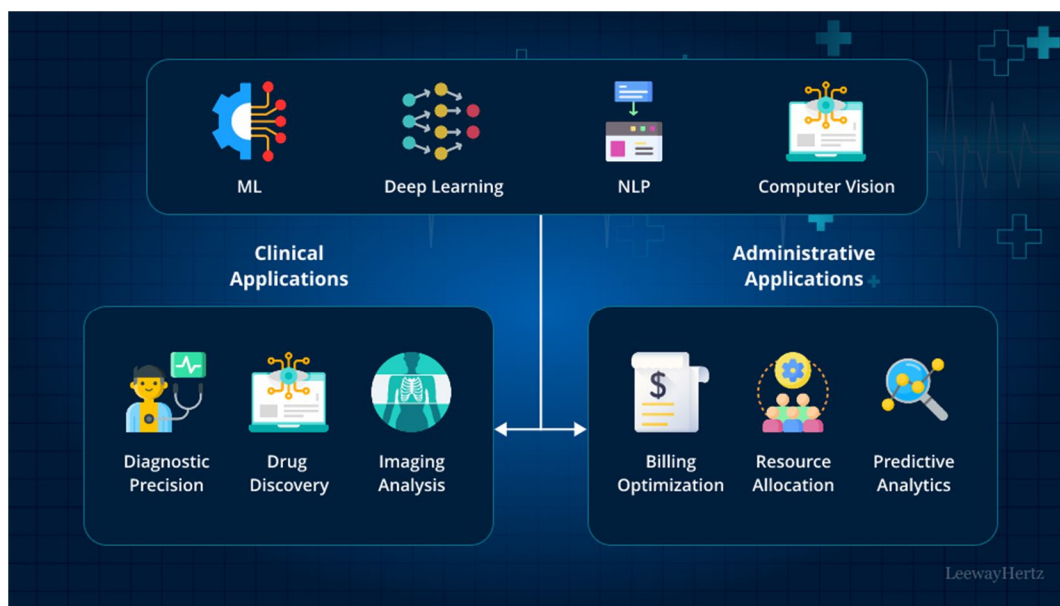 ML
Deep Learning
NLP
Computer Vision
Clinical
Applications
Administrative
Applications
Diagnostic
Precision
Drug
Discovery
Imaging
Analysis
$
Billing
Optimization
Resource
Allocation
Predictive
Analytics
LeewayHertz